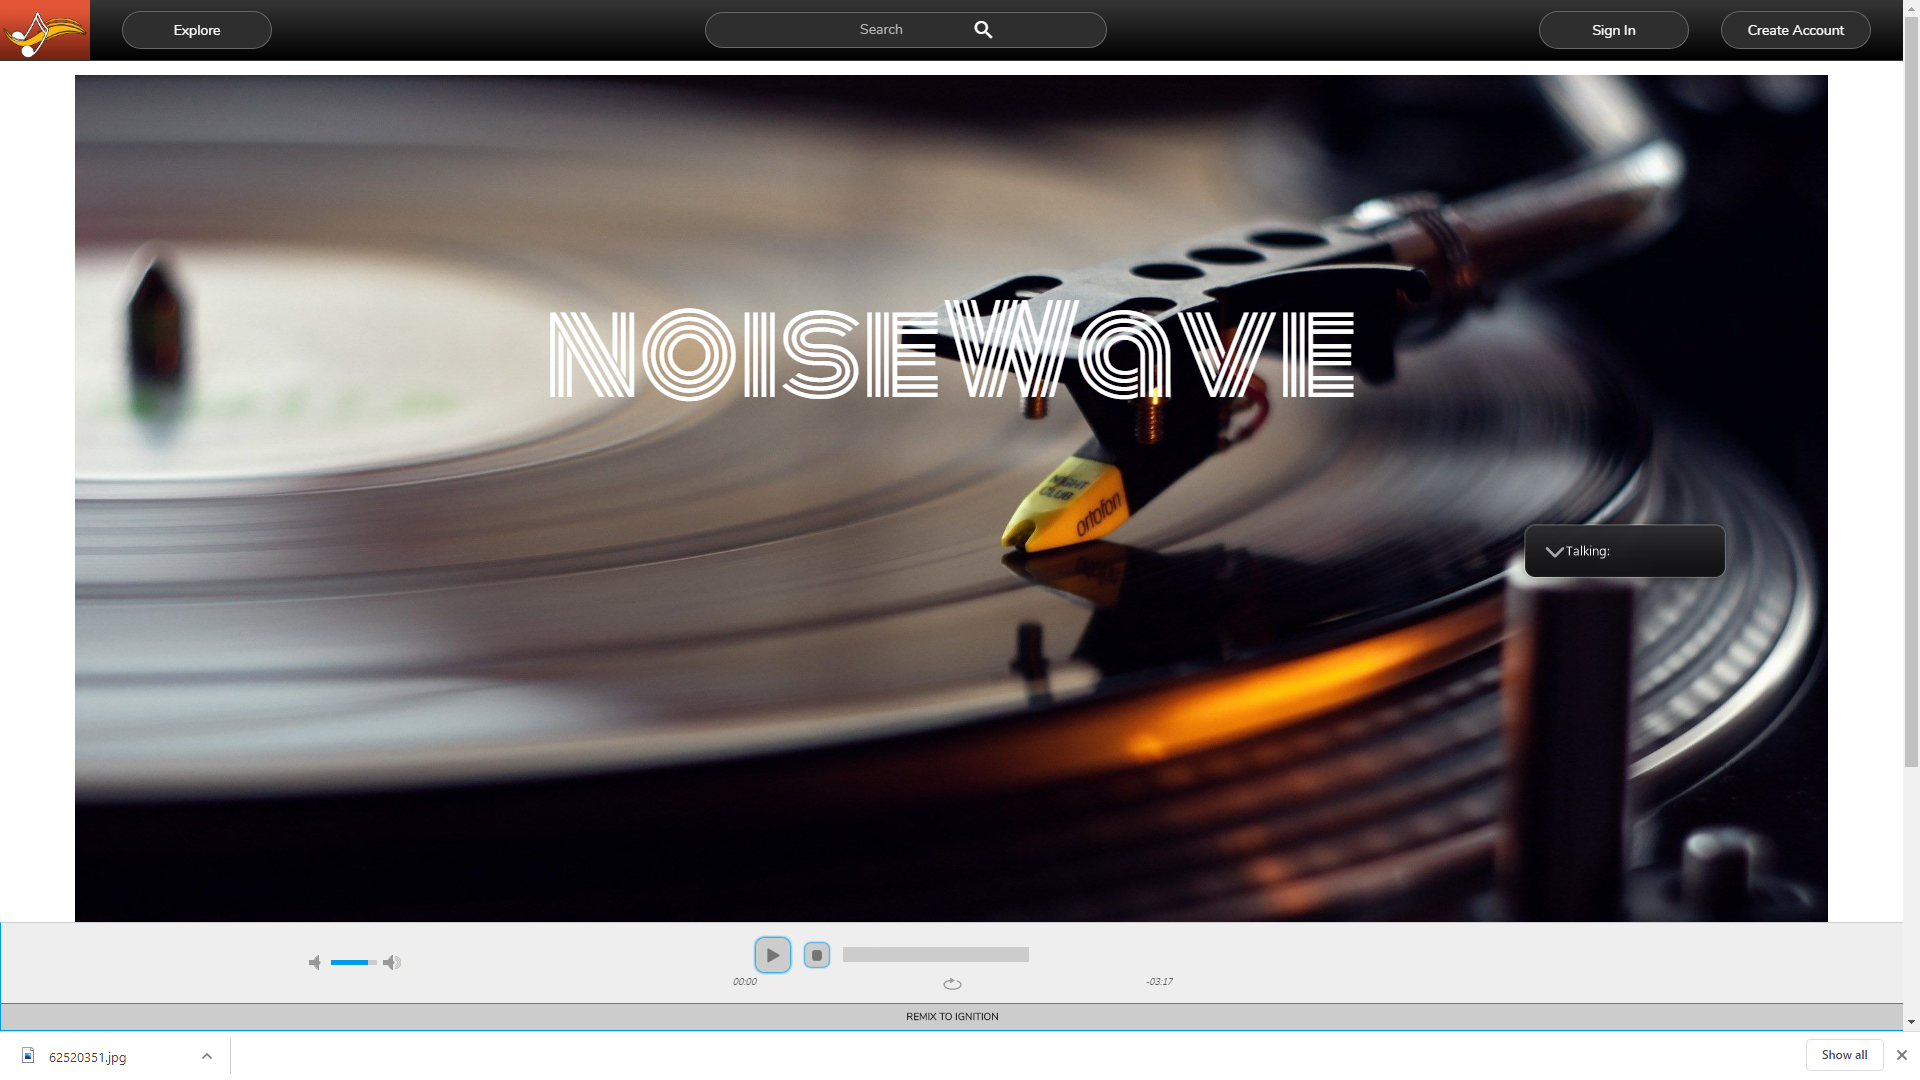 Explore
Search
Sign In
Create Account
NOISEWaVE
NIGHT
CLUB
ortofon
Talking:
00:00
-03:17
REMIX TO IGNITION
62520351.jpg
Show all